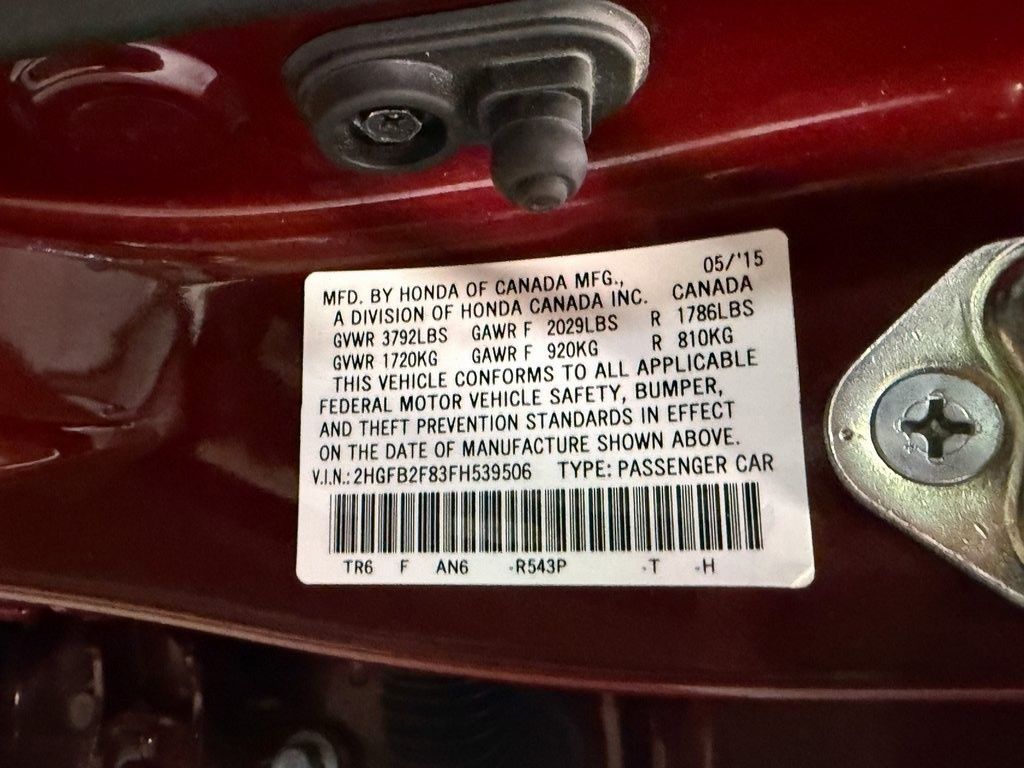 05/'15
MFD. BY HONDA OF CANADA MFG.,
A DIVISION OF HONDA CANADA INC. CANADA
GVWR 3792LBS GAWR F 2029LBS R 1786LBS
GVWR 1720KG GAWR F 920KG R 810KG
THIS VEHICLE CONFORMS TO ALL APPLICABLE
FEDERAL MOTOR VEHICLE SAFETY, BUMPER,
AND THEFT PREVENTION STANDARDS IN EFFECT
ON THE DATE OF MANUFACTURE SHOWN ABOVE.
V.I.N.: 2HGFB2F83FH539506 TYPE: PASSENGER CAR
TR6 F AN6 -R543P -T -H